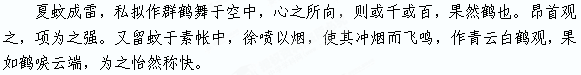 夏蚊成雷，私拟作群鹤舞于空中，心之所向，则或千或百，果然鹤也。昂首观
之，项为之强。又留蚊于素帐中，徐喷以烟，使其冲烟而飞鸣，作青云白鹤观，果
如鹤唳云端，为之怡然称快。